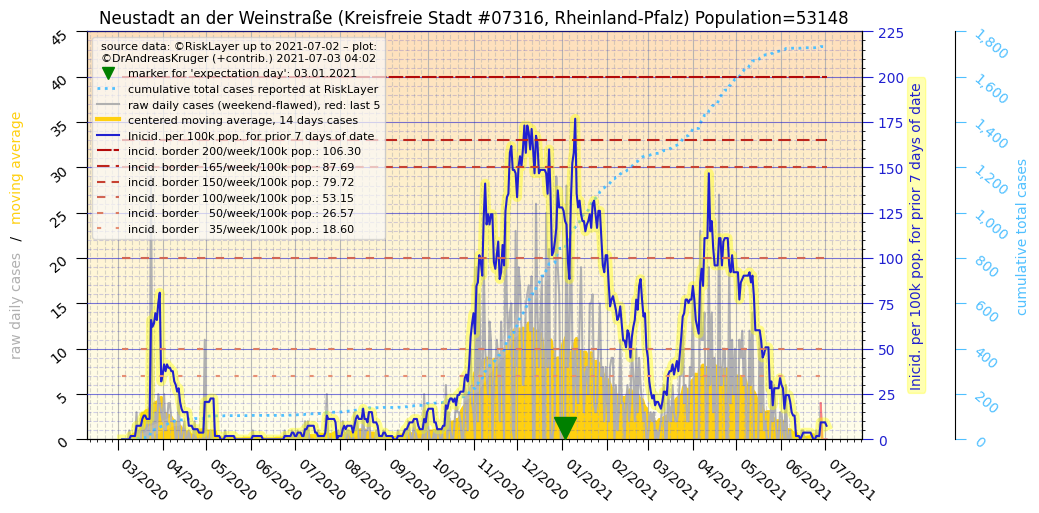 Neustadt an der Weinstraße (Kreisfreie Stadt #07316, Rheinland-Pfalz) Population=53148
source data: ©RiskLayer up to 2021-07-02 – plot:
©DrAndreasKruger (+contrib.) 2021-07-03 04:02
marker for 'expectation day': 03.01.2021
cumulative total cases reported at RiskLayer
raw daily cases (weekend-flawed), red: last 5
centered moving average, 14 days cases
Inicid. per 100k pop. for prior 7 days of date
incid. border 200/week/100k pop.: 106.30
incid. border 165/week/100k pop.: 87.69
incid. border 150/week/100k pop.: 79.72
incid. border 100/week/100k pop.: 53.15
incid. border 50/week/100k pop.: 26.57
incid. border 35/week/100k pop.: 18.60
raw daily cases / moving average
45
40
35
30
25
20
15
10
5
0
03/2020
04/2020
05/2020
06/2020
07/2020
08/2020
09/2020
10/2020
11/2020
12/2020
01/2021
02/2021
03/2021
04/2021
05/2021
06/2021
07/2021
225
200
175
150
125
100
75
50
25
0
Inicid. per 100k pop. for prior 7 days of date
1,800
1,600
1,400
1,200
1,000
800
600
400
200
0
cumulative total cases